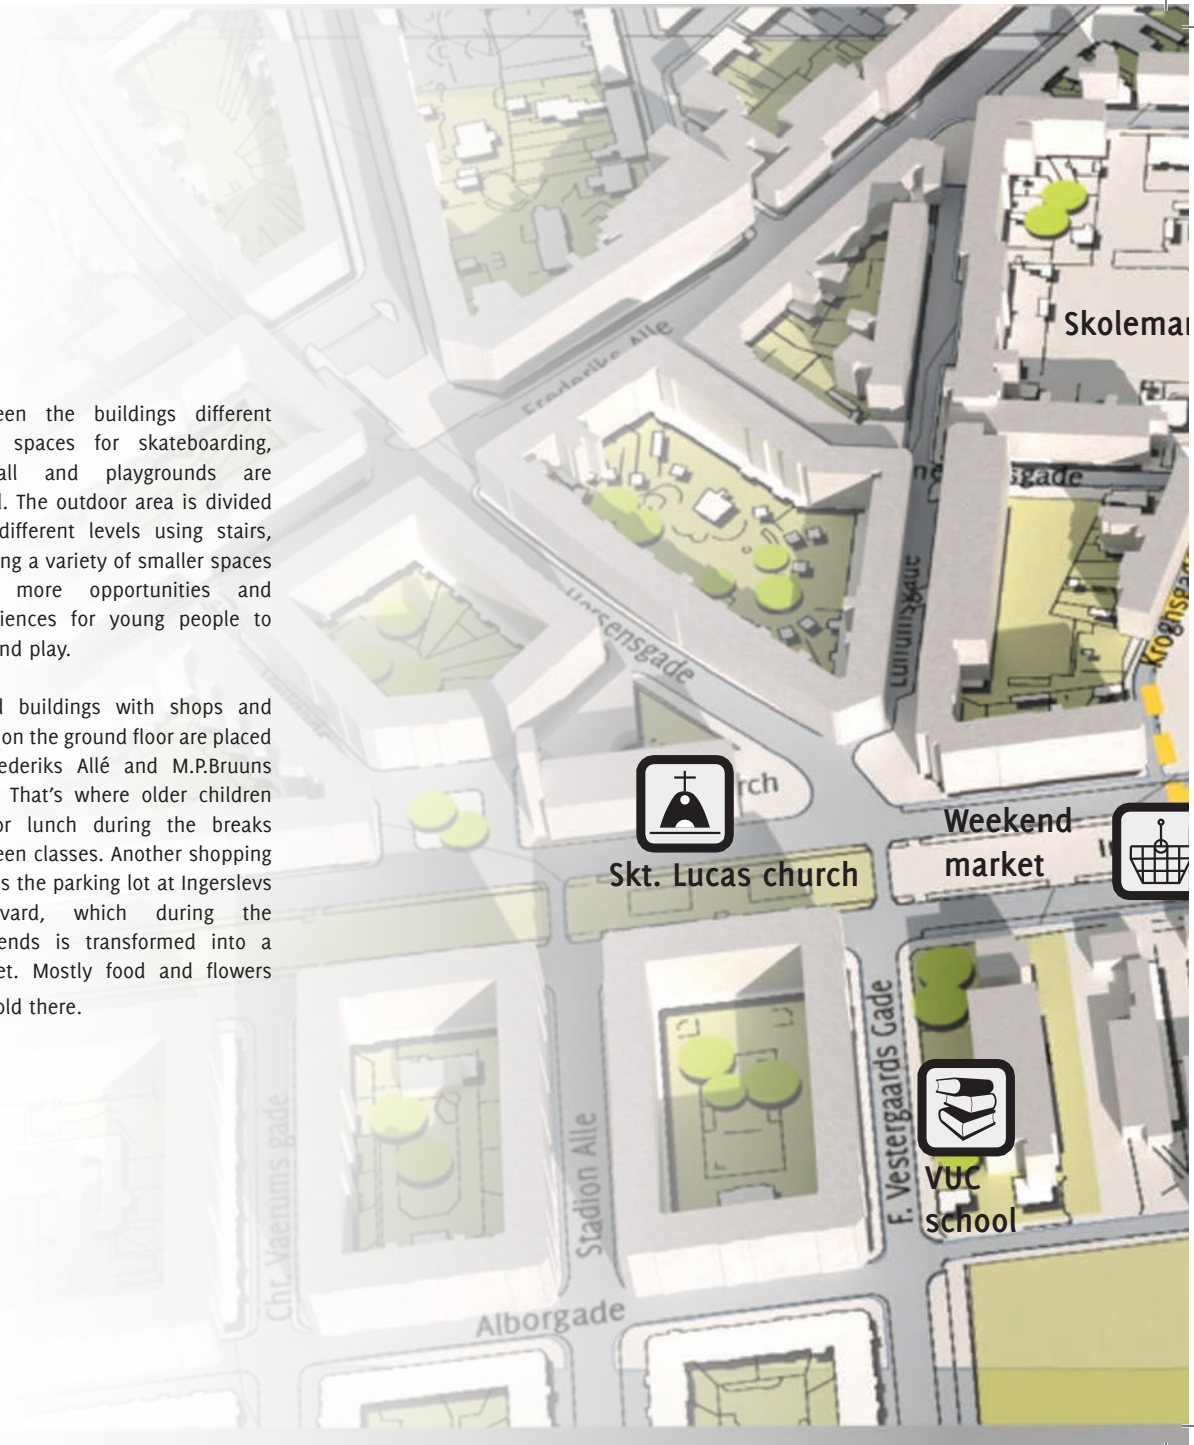 een the buildings different
spaces for skateboarding,
all and playgrounds are
. The outdoor area is divided
different levels using stairs,
ng a variety of smaller spaces
more opportunities and
iences for young people to
nd play.
buildings with shops and
on the ground floor are placed
ederiks Allé and M.P.Bruuns
That’s where older children
or lunch during the breaks
een classes. Another shopping
s the parking lot at Ingerslevs
vard, which during the
ends is transformed into a
et. Mostly food and flowers
old there.
Skolemar
Frederiks Alle
sgade
Horsensgade
Krognsgad
rch
Skt. Lucas church
Weekend
market
F. Vestergaards Gade
VUC
school
Stadion Alle
Chr. Vaerums gde
Alborgade